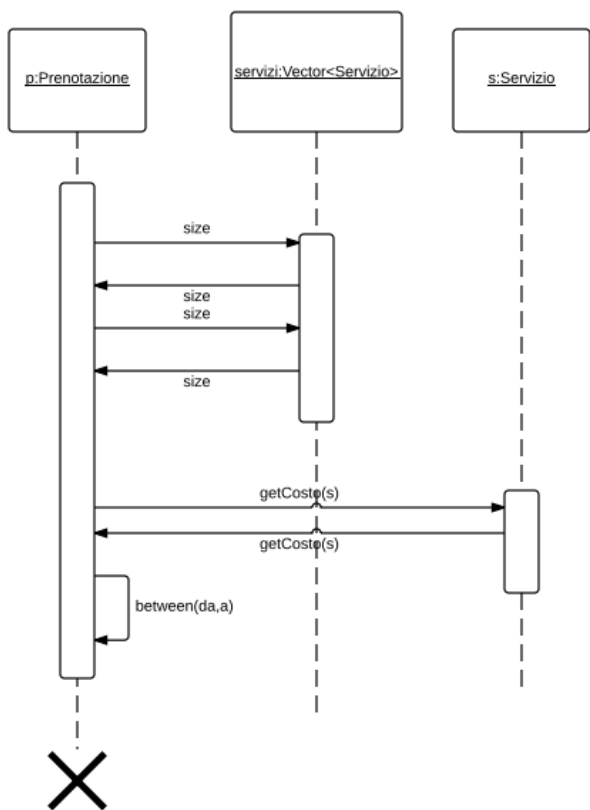 p:Prenotazione
servizi:Vector<Servizio>
s:Servizio
size
size
size
size
getCosto(s)
getCosto(s)
between(da,a)